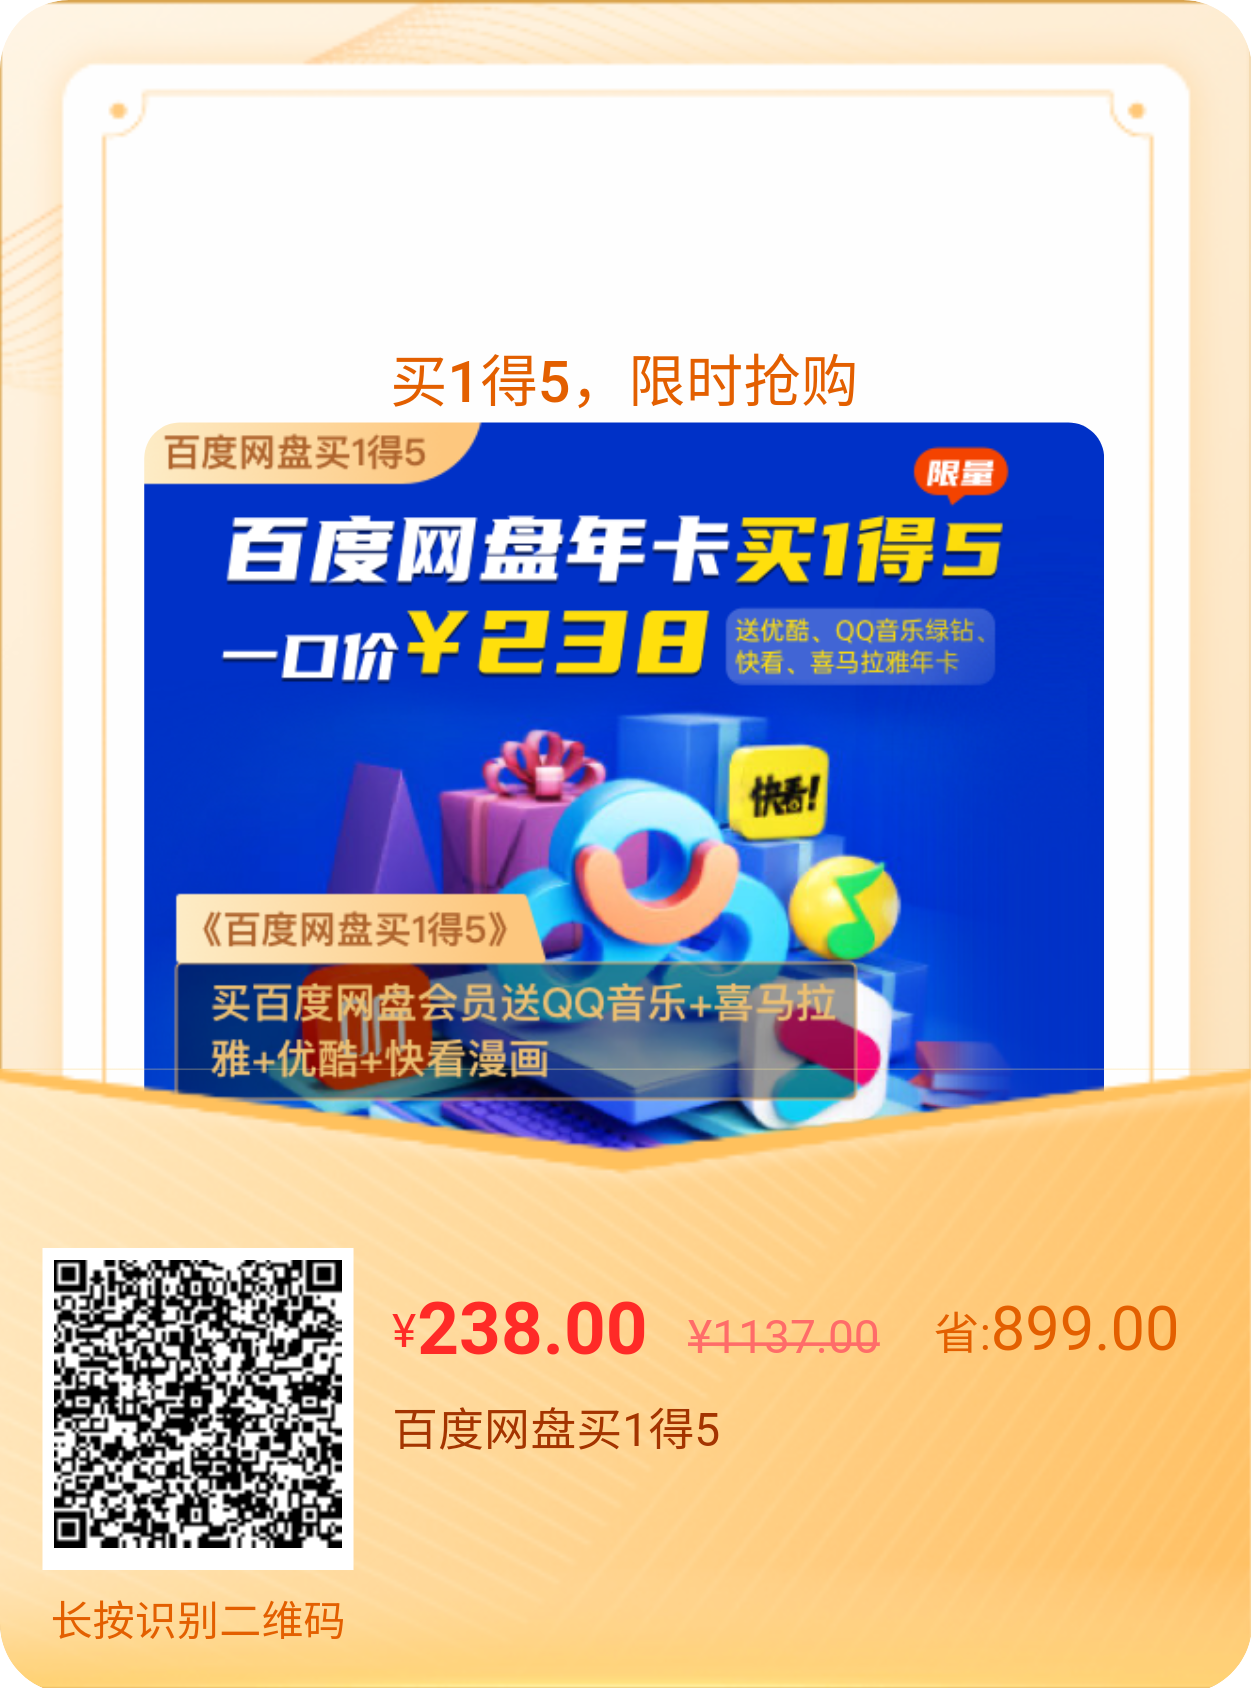 买1得5，限时抢购
百度网盘买1得5
限量
百度网盘年卡买1得5
一口价¥238
送优酷、QQ音乐绿钻、
快看、喜马拉雅年卡
快看!
《百度网盘买1得5》
买百度网盘会员送QQ音乐+喜马拉
雅+优酷+快看漫画
¥238.00 ¥1137.00 省:899.00
百度网盘买1得5
长按识别二维码